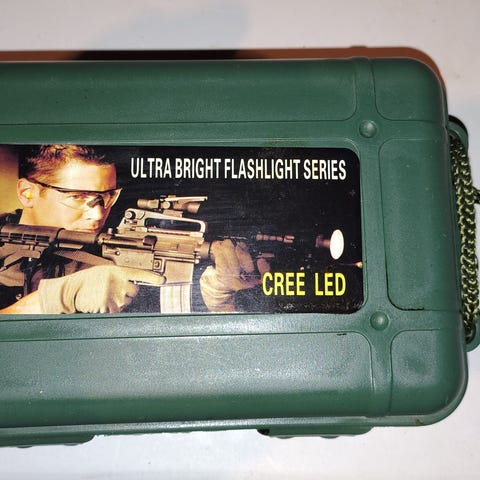 ULTRA BRIGHT FLASHLIGHT SERIES
CREE LED